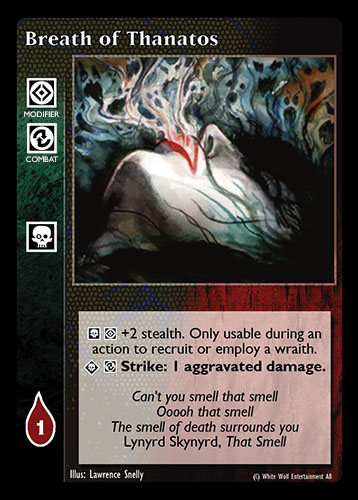 Breath of Thanatos
MODIFIER
COMBAT
+2 stealth. Only usable during an
action to recruit or employ a wraith.
Strike: 1 aggravated damage.
Can't you smell that smell
Ooooh that smell
The smell of death surrounds you
Lynyrd Skynyrd, That Smell
1
Illus: Lawrence Snelly
(C) White Wolf Entertainment AB